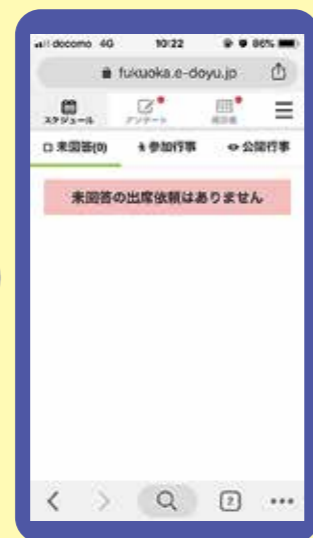 docomo 4G 10:22 86%
fukuoka.e-doyu.jp
スケジュール アンケート 掲示板
未回答(0) 参加行事 公開行事
未回答の出席依頼はありません
2